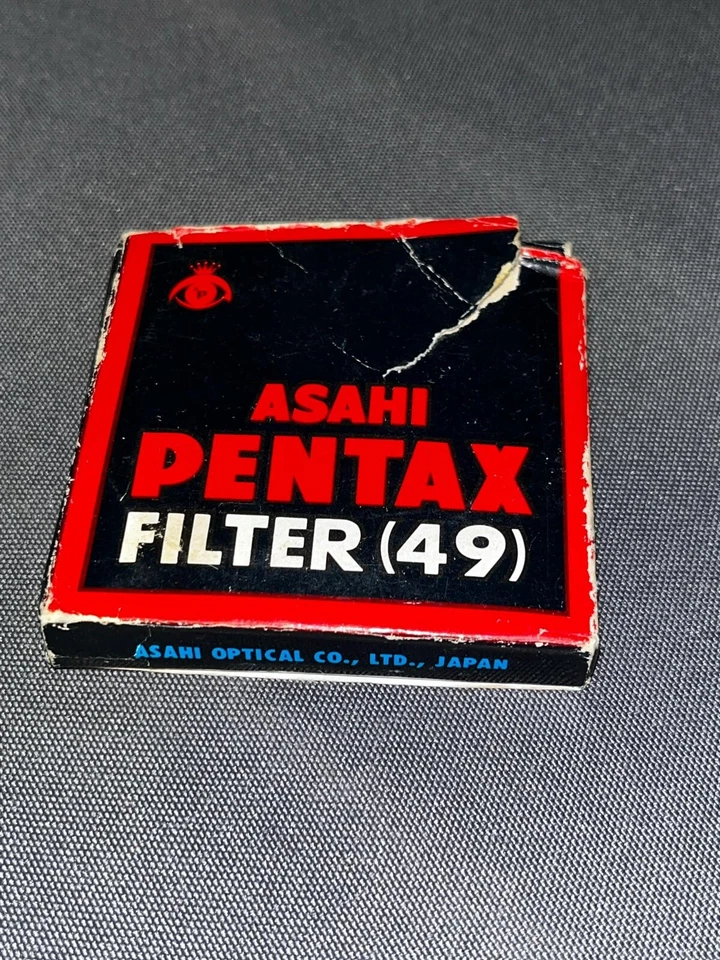 ASAHI
PENTAX
FILTER (49)
ASAHI OPTICAL CO., LTD., JAPAN